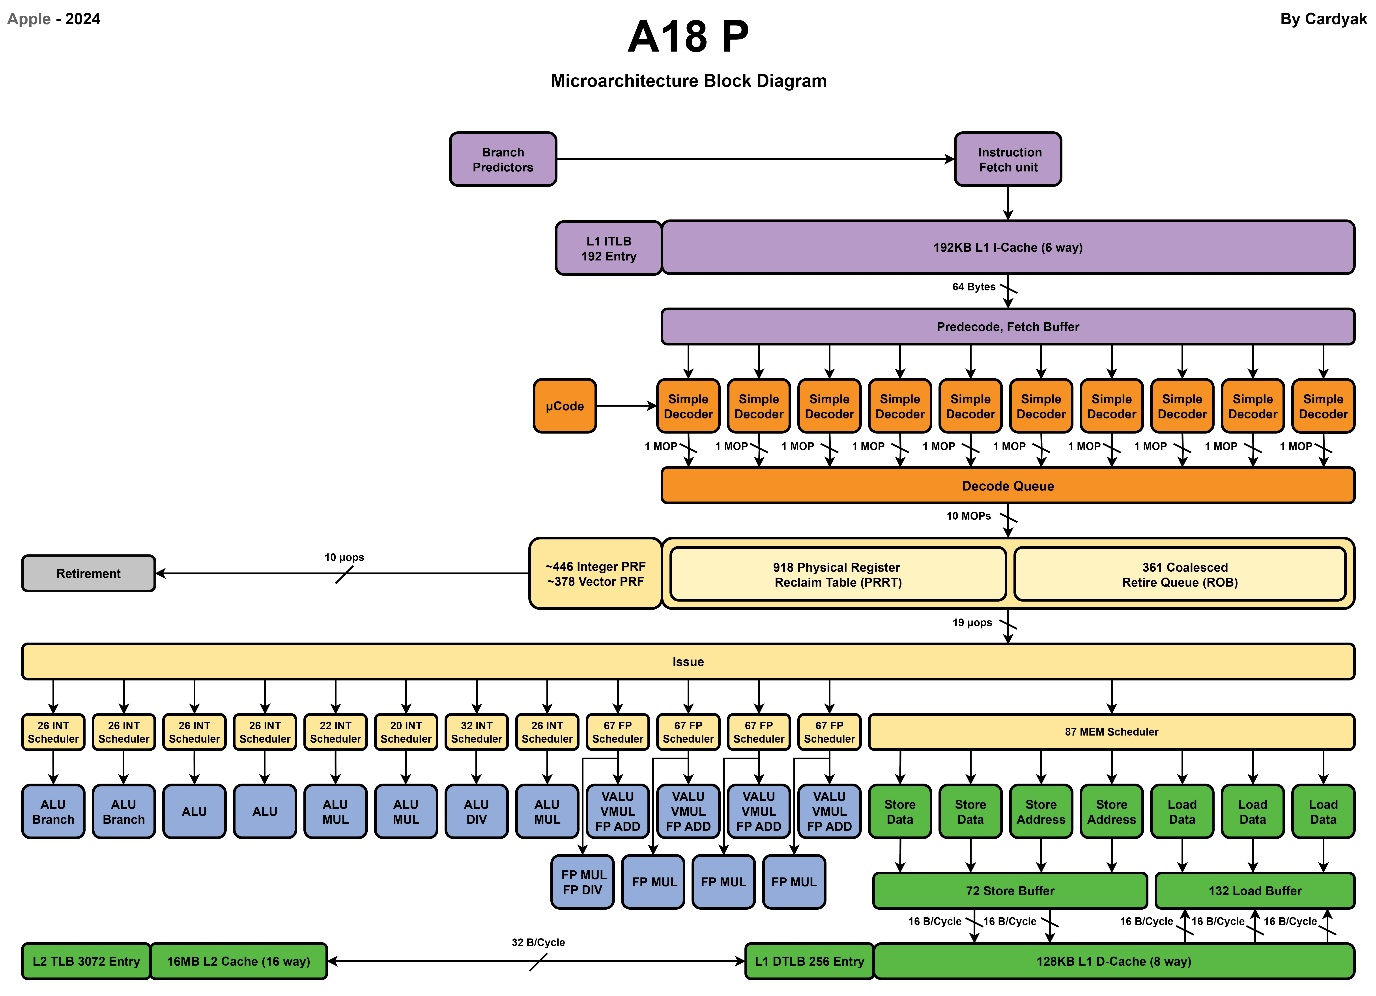 Apple - 2024
By Cardyak
A18 P
Microarchitecture Block Diagram
Branch
Predictors
Instruction
Fetch unit
L1 ITLB
192 Entry
192KB L1 I-Cache (6 way)
64 Bytes
Predecode, Fetch Buffer
µCode
Simple
Decoder
Simple
Decoder
Simple
Decoder
Simple
Decoder
Simple
Decoder
Simple
Decoder
Simple
Decoder
Simple
Decoder
Simple
Decoder
Simple
Decoder
1 MOP
1 MOP
1 MOP
1 MOP
1 MOP
1 MOP
1 MOP
1 MOP
1 MOP
1 MOP
Decode Queue
10 MOPs
Retirement
10 µops
~446 Integer PRF
~378 Vector PRF
918 Physical Register
Reclaim Table (PRRT)
361 Coalesced
Retire Queue (ROB)
19 µops
Issue
26 INT
Scheduler
26 INT
Scheduler
26 INT
Scheduler
26 INT
Scheduler
22 INT
Scheduler
20 INT
Scheduler
32 INT
Scheduler
26 INT
Scheduler
67 FP
Scheduler
67 FP
Scheduler
67 FP
Scheduler
67 FP
Scheduler
87 MEM Scheduler
ALU
Branch
ALU
Branch
ALU
ALU
ALU
MUL
ALU
MUL
ALU
DIV
ALU
MUL
VALU
VMUL
FP ADD
VALU
VMUL
FP ADD
VALU
VMUL
FP ADD
VALU
VMUL
FP ADD
Store
Data
Store
Data
Store
Address
Store
Address
Load
Data
Load
Data
Load
Data
FP MUL
FP DIV
FP MUL
FP MUL
FP MUL
72 Store Buffer
132 Load Buffer
16 B/Cycle
16 B/Cycle
16 B/Cycle
16 B/Cycle
16 B/Cycle
L2 TLB 3072 Entry
16MB L2 Cache (16 way)
32 B/Cycle
L1 DTLB 256 Entry
128KB L1 D-Cache (8 way)